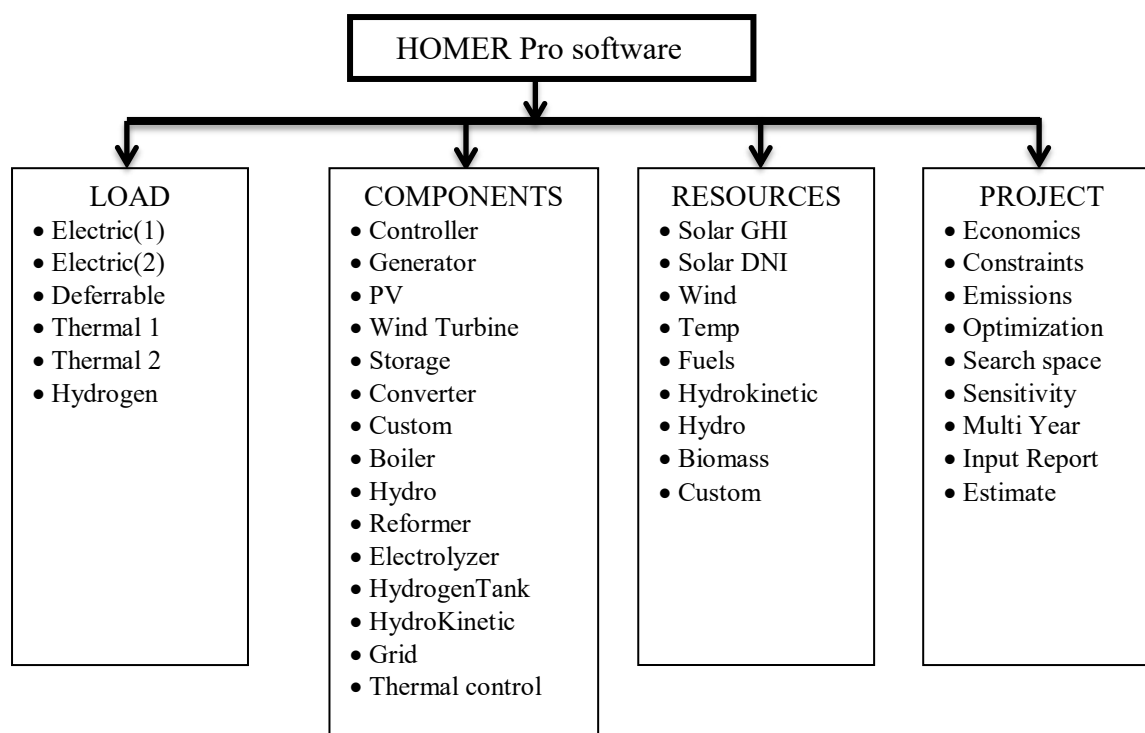 HOMER Pro software
LOAD
• Electric(1)
• Electric(2)
• Deferrable
• Thermal 1
• Thermal 2
• Hydrogen
COMPONENTS
• Controller
• Generator
• PV
• Wind Turbine
• Storage
• Converter
• Custom
• Boiler
• Hydro
• Reformer
• Electrolyzer
• HydrogenTank
• HydroKinetic
• Grid
• Thermal control
RESOURCES
• Solar GHI
• Solar DNI
• Wind
• Temp
• Fuels
• Hydrokinetic
• Hydro
• Biomass
• Custom
PROJECT
• Economics
• Constraints
• Emissions
• Optimization
• Search space
• Sensitivity
• Multi Year
• Input Report
• Estimate